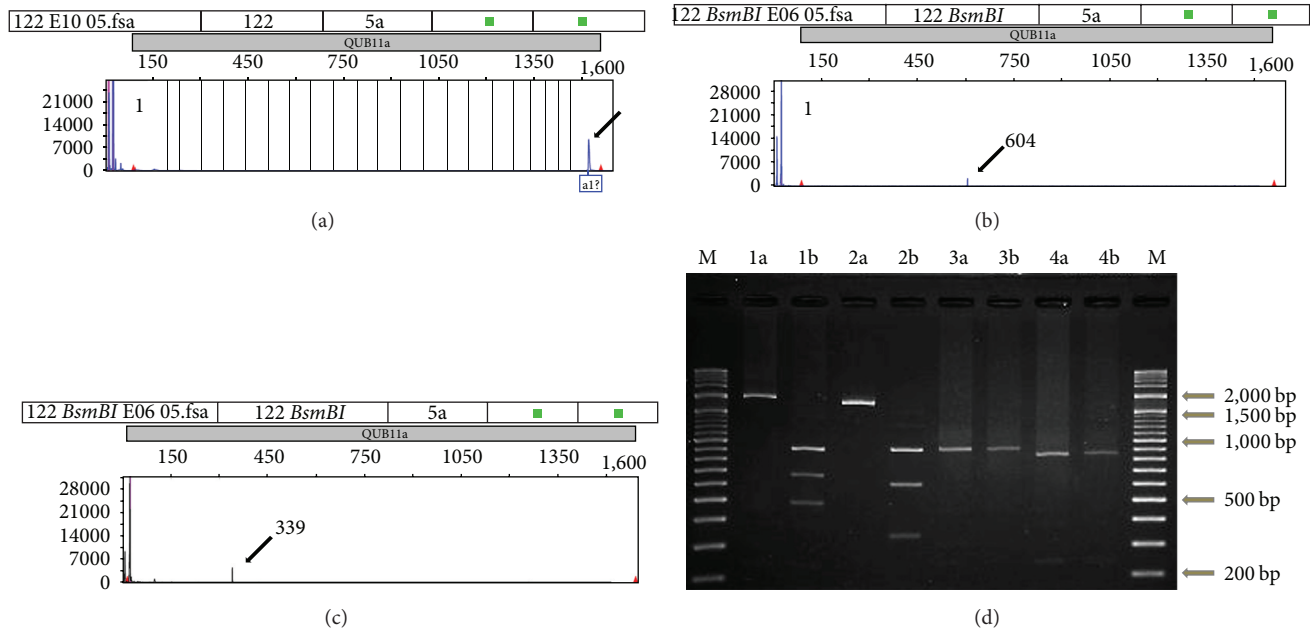 122 E10 05.fsa 122 5a
QUB11a
150 450 750 1050 1350 1,600
21000
14000
7000
0
1
a1?
(a)
122 BsmBI E06 05.fsa 122 BsmBI 5a
QUB11a
150 450 750 1050 1350 1,600
28000
21000
14000
7000
0
1
604
(b)
122 BsmBI E06 05.fsa 122 BsmBI 5a
QUB11a
150 450 750 1050 1350 1,600
28000
21000
14000
7000
0
339
(c)
M 1a 1b 2a 2b 3a 3b 4a 4b M
2,000 bp
1,500 bp
1,000 bp
500 bp
200 bp
(d)